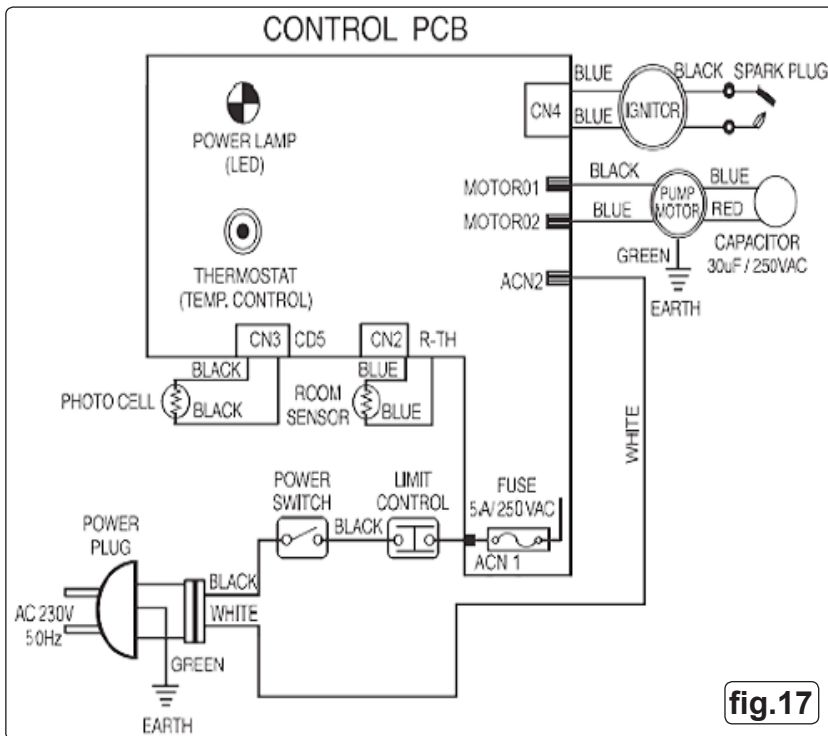 CONTROL PCB
POWER LAMP
(LED)
THERMOSTAT
(TEMP. CONTROL)
CN4
BLUE
BLUE
IGNITOR
BLACK
SPARK PLUG
MOTOR01
MOTOR02
BLACK
BLUE
PUMP
MOTOR
BLUE
RED
CAPACITOR
30uF / 250VAC
GREEN
EARTH
ACN2
WHITE
CN3
CD5
CN2
R-TH
BLACK
BLACK
PHOTO CELL
BLUE
BLUE
ROOM
SENSOR
POWER
SWITCH
BLACK
LIMIT
CONTROL
FUSE
5A/ 250VAC
ACN 1
POWER
PLUG
AC 230V
50Hz
BLACK
WHITE
GREEN
EARTH
fig.17